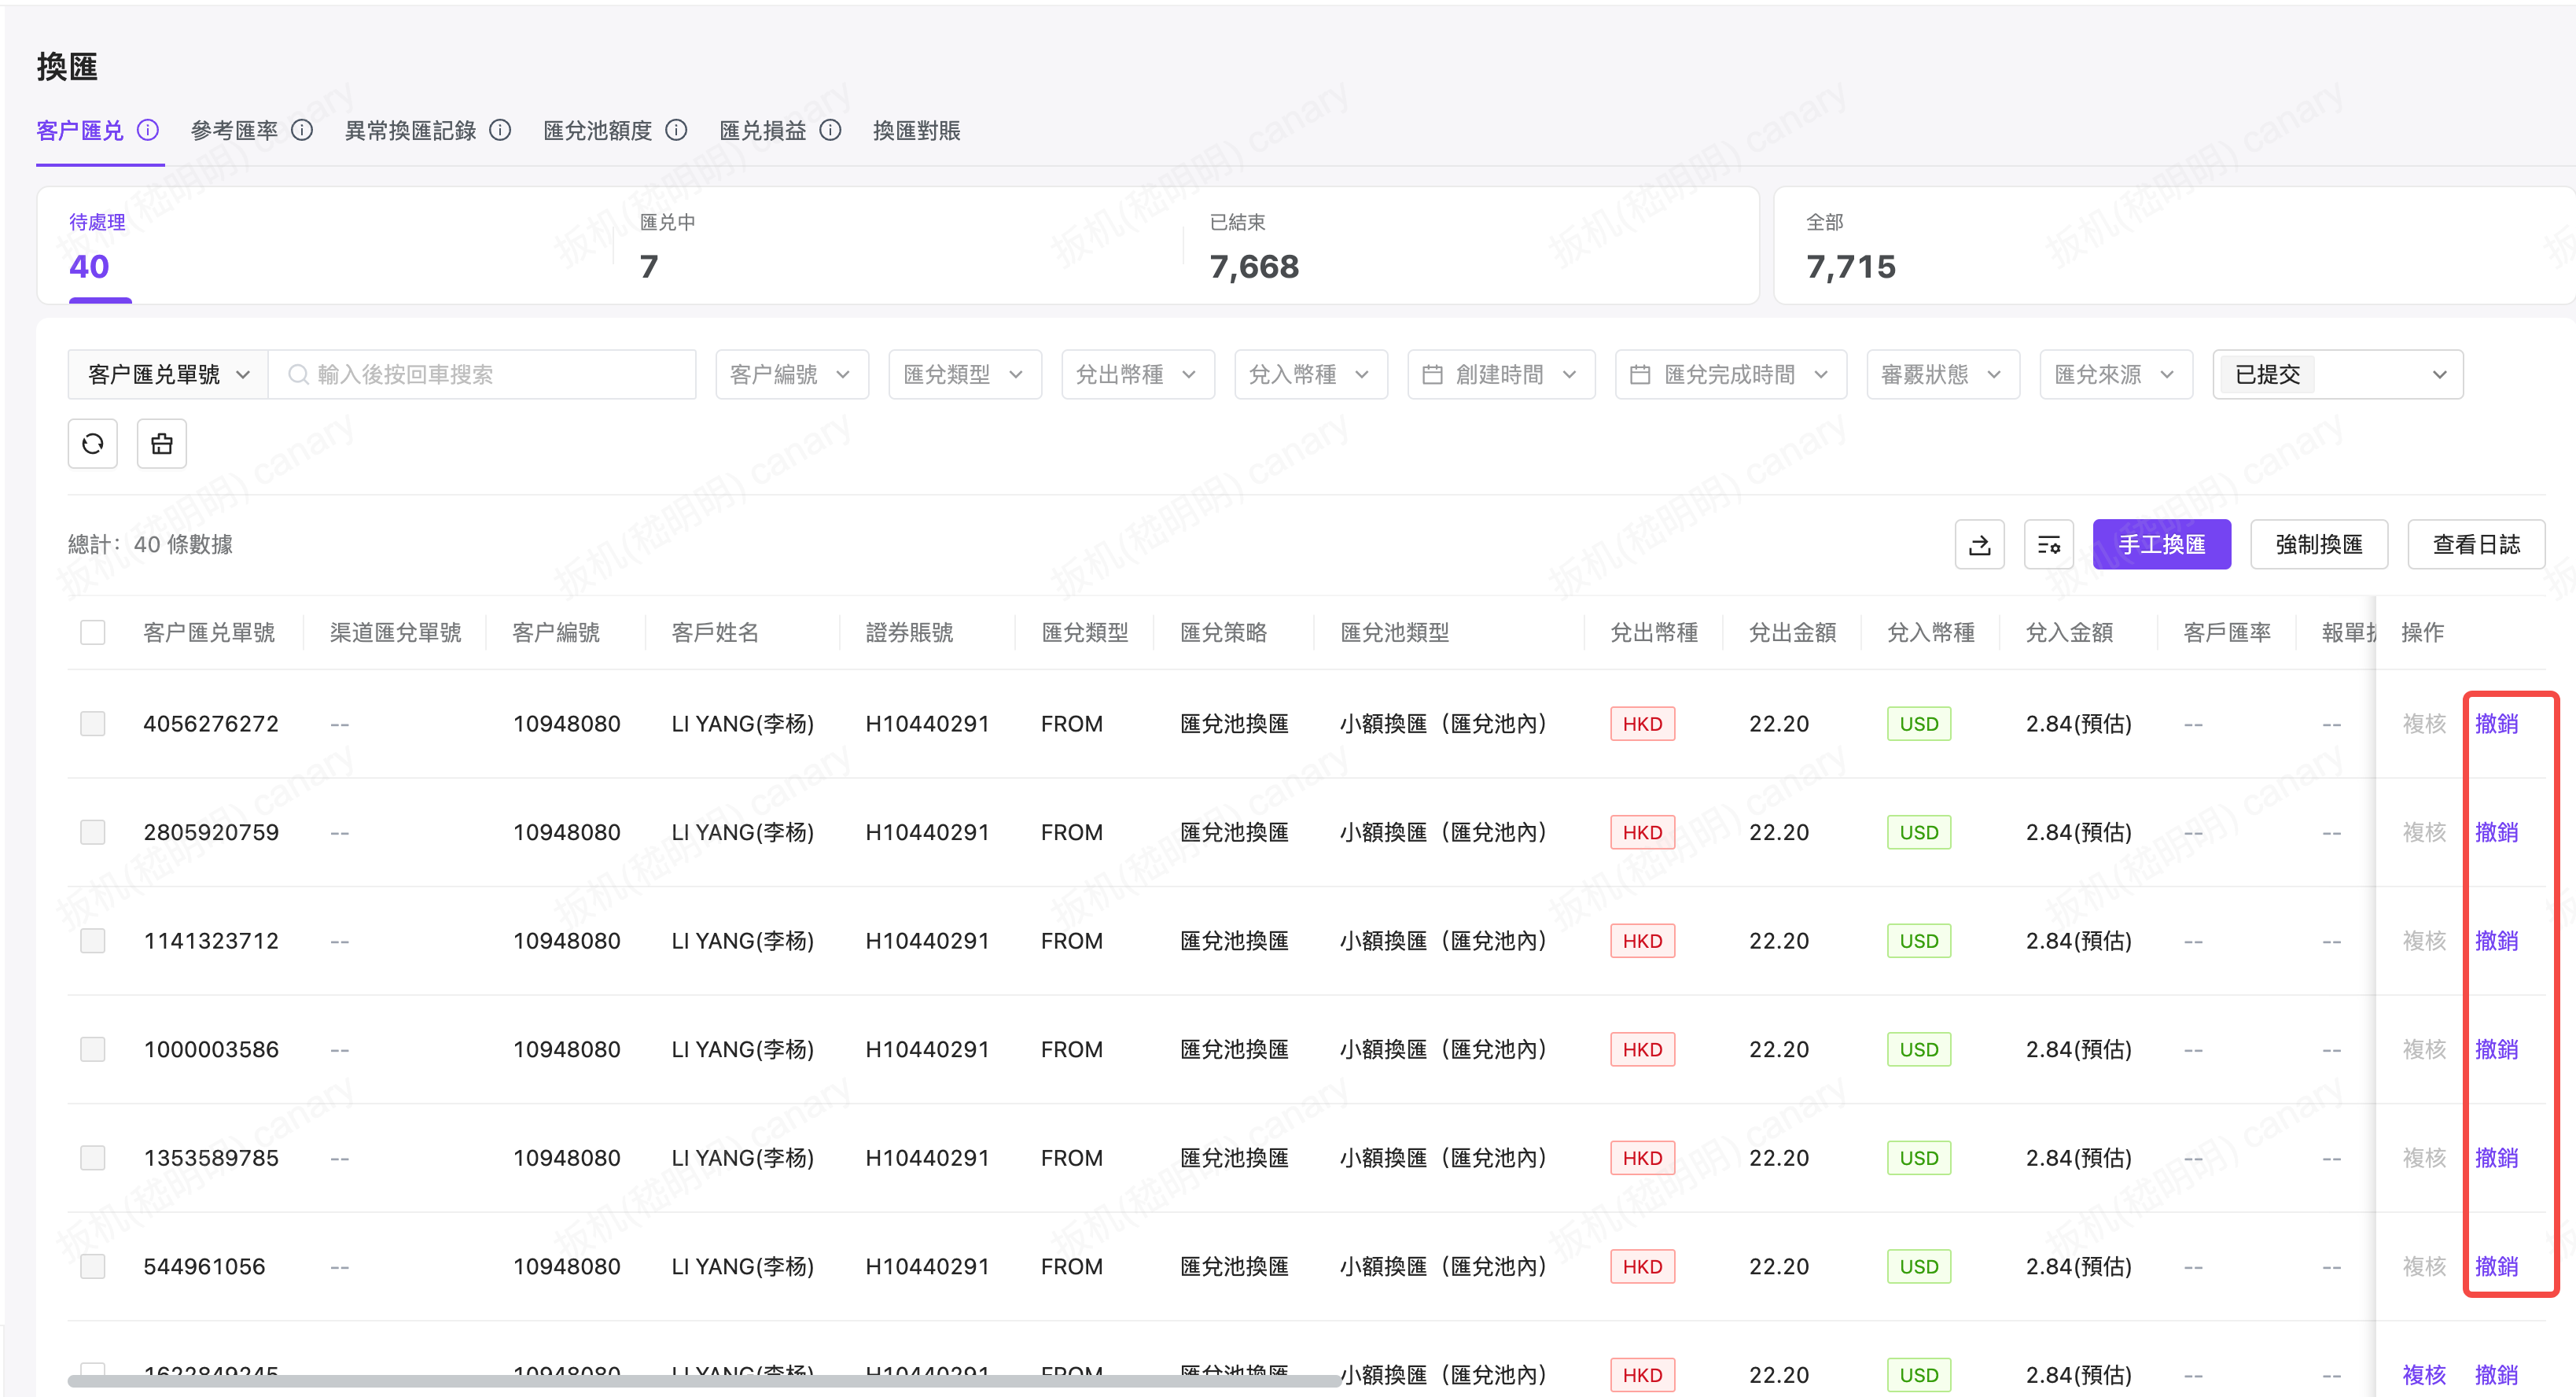 換匯
客户匯兑 參考匯率 異常換匯記錄 匯兌池額度 匯兑損益 換匯對賬
待處理 匯兑中 已結束 全部
40 7 7,668 7,715
客户匯兑單號 輸入後按回車搜索 客户編號 匯兌類型 兌出幣種 兌入幣種 創建時間 匯兌完成時間 審覈狀態 匯兌來源 已提交
總計：40 條數據 手工換匯 強制換匯 查看日誌
客户匯兑單號 渠道匯兌單號 客户編號 客戶姓名 證券賬號 匯兌類型 匯兌策略 匯兌池類型 兌出幣種 兌出金額 兌入幣種 兌入金額 客戶匯率 報單 操作
4056276272 -- 10948080 LI YANG(李杨) H10440291 FROM 匯兌池換匯 小額換匯（匯兌池內） HKD 22.20 USD 2.84(預估) -- -- 複核 撤銷
2805920759 -- 10948080 LI YANG(李杨) H10440291 FROM 匯兌池換匯 小額換匯（匯兌池內） HKD 22.20 USD 2.84(預估) -- -- 複核 撤銷
1141323712 -- 10948080 LI YANG(李杨) H10440291 FROM 匯兌池換匯 小額換匯（匯兌池內） HKD 22.20 USD 2.84(預估) -- -- 複核 撤銷
1000003586 -- 10948080 LI YANG(李杨) H10440291 FROM 匯兌池換匯 小額換匯（匯兌池內） HKD 22.20 USD 2.84(預估) -- -- 複核 撤銷
1353589785 -- 10948080 LI YANG(李杨) H10440291 FROM 匯兌池換匯 小額換匯（匯兌池內） HKD 22.20 USD 2.84(預估) -- -- 複核 撤銷
544961056 -- 10948080 LI YANG(李杨) H10440291 FROM 匯兌池換匯 小額換匯（匯兌池內） HKD 22.20 USD 2.84(預估) -- -- 複核 撤銷
1622849245 10948080 LI YANG(李杨) H10440291 FROM 匯兌池換匯 小額換匯（匯兌池內） HKD 22.20 USD 2.84(預估) -- -- 複核 撤銷
扳机(嵇明明) canary